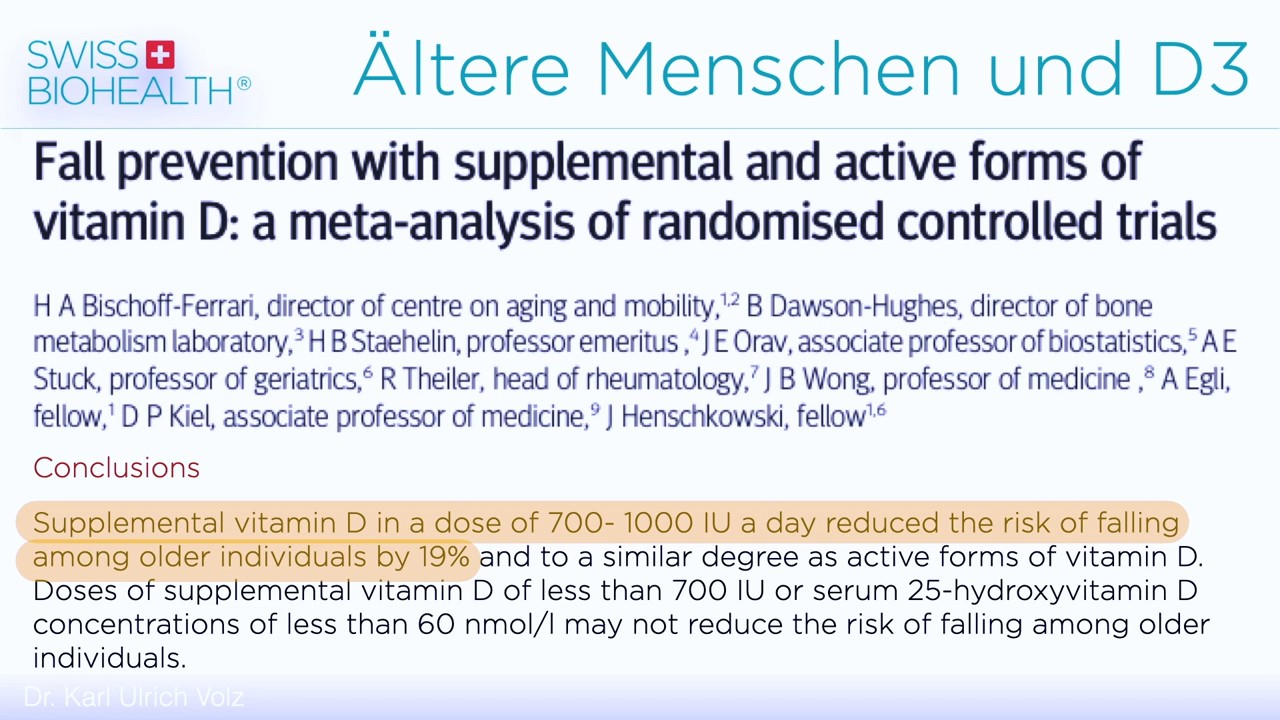 SWISS
BIOHEALTH®
Ältere Menschen und D3
Fall prevention with supplemental and active forms of
vitamin D: a meta-analysis of randomised controlled trials
H A Bischoff-Ferrari, director of centre on aging and mobility,1,2 B Dawson-Hughes, director of bone
metabolism laboratory,3 H B Staehelin, professor emeritus ,4 J E Orav, associate professor of biostatistics,5 A E
Stuck, professor of geriatrics,6 R Theiler, head of rheumatology,7 J B Wong, professor of medicine ,8 A Egli,
fellow,1 D P Kiel, associate professor of medicine,9 J Henschkowski, fellow1,6
Conclusions
Supplemental vitamin D in a dose of 700- 1000 IU a day reduced the risk of falling
among older individuals by 19% and to a similar degree as active forms of vitamin D.
Doses of supplemental vitamin D of less than 700 IU or serum 25-hydroxyvitamin D
concentrations of less than 60 nmol/l may not reduce the risk of falling among older
individuals.
Dr. Karl Ulrich Volz